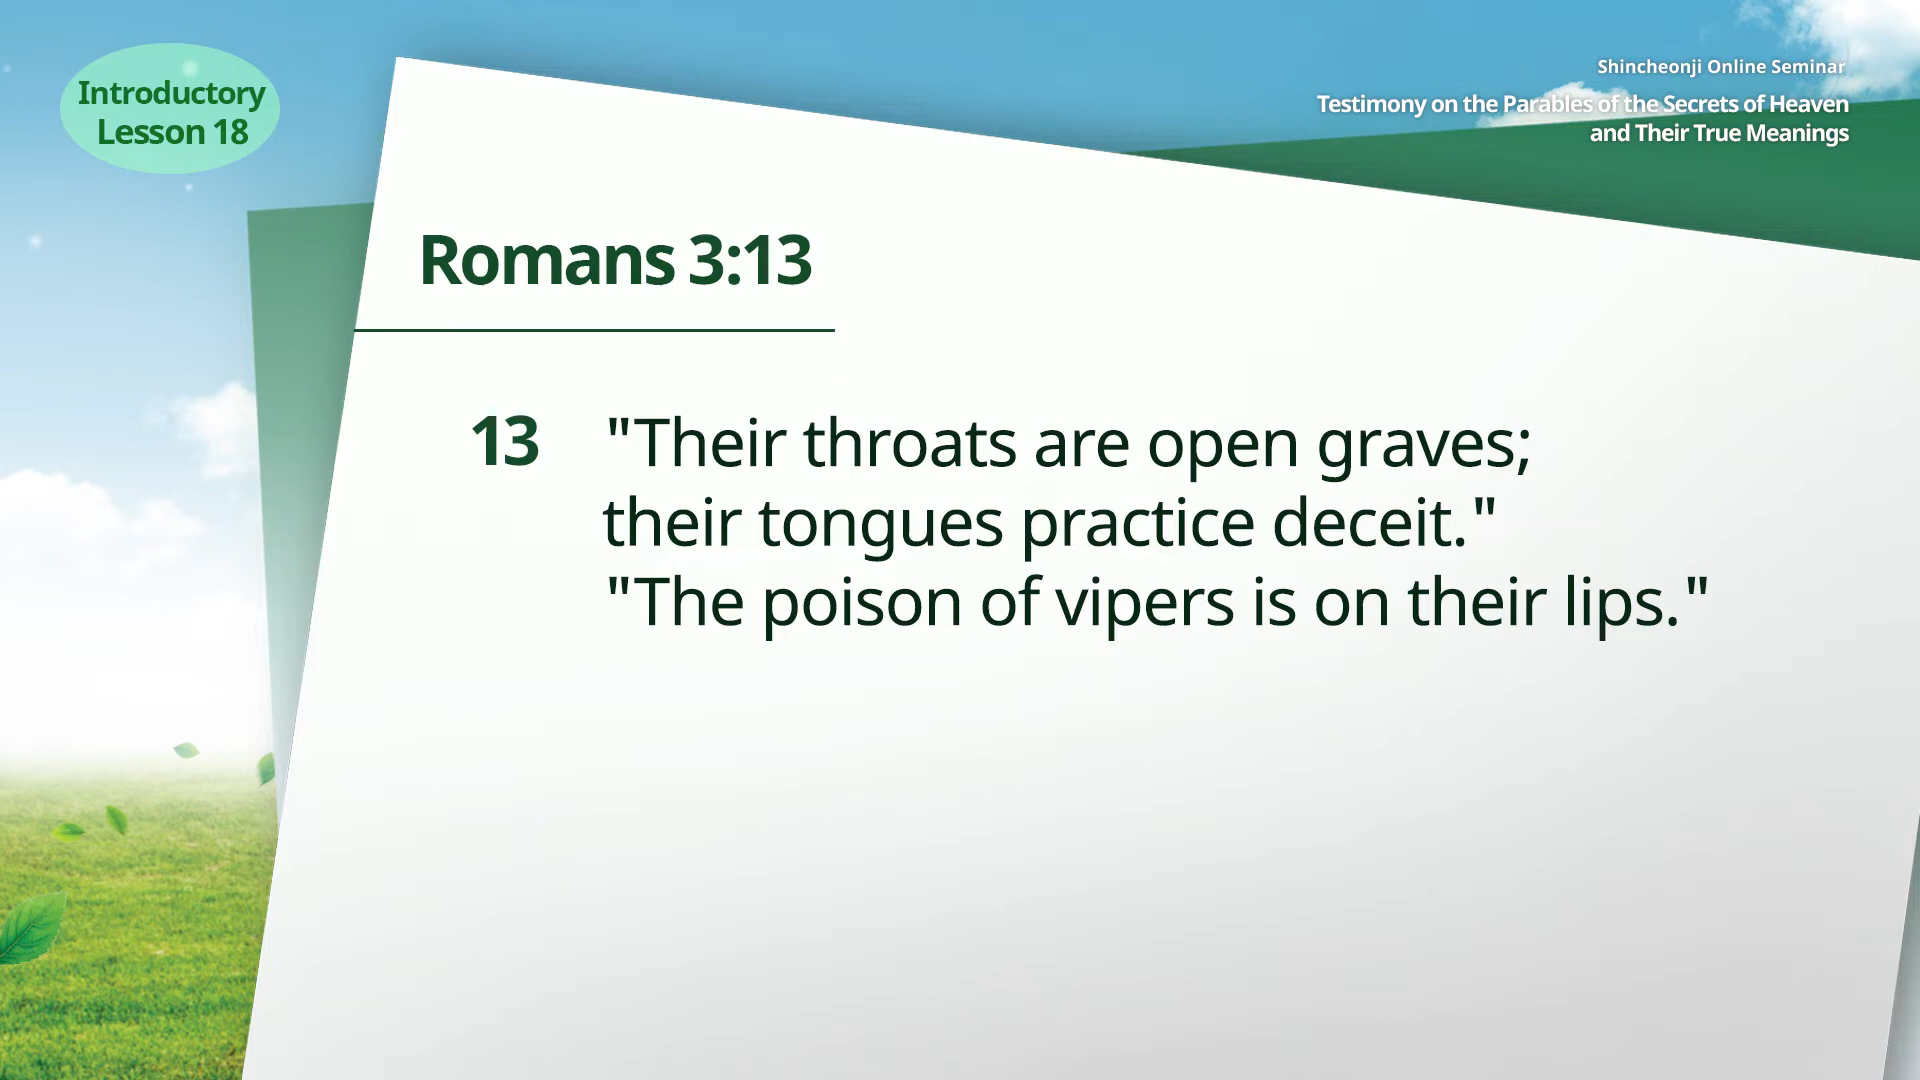 Introductory
Lesson 18
Shincheonji Online Seminar
Testimony on the Parables of the Secrets of Heaven
and Their True Meanings
Romans 3:13
13 "Their throats are open graves;
their tongues practice deceit."
"The poison of vipers is on their lips."